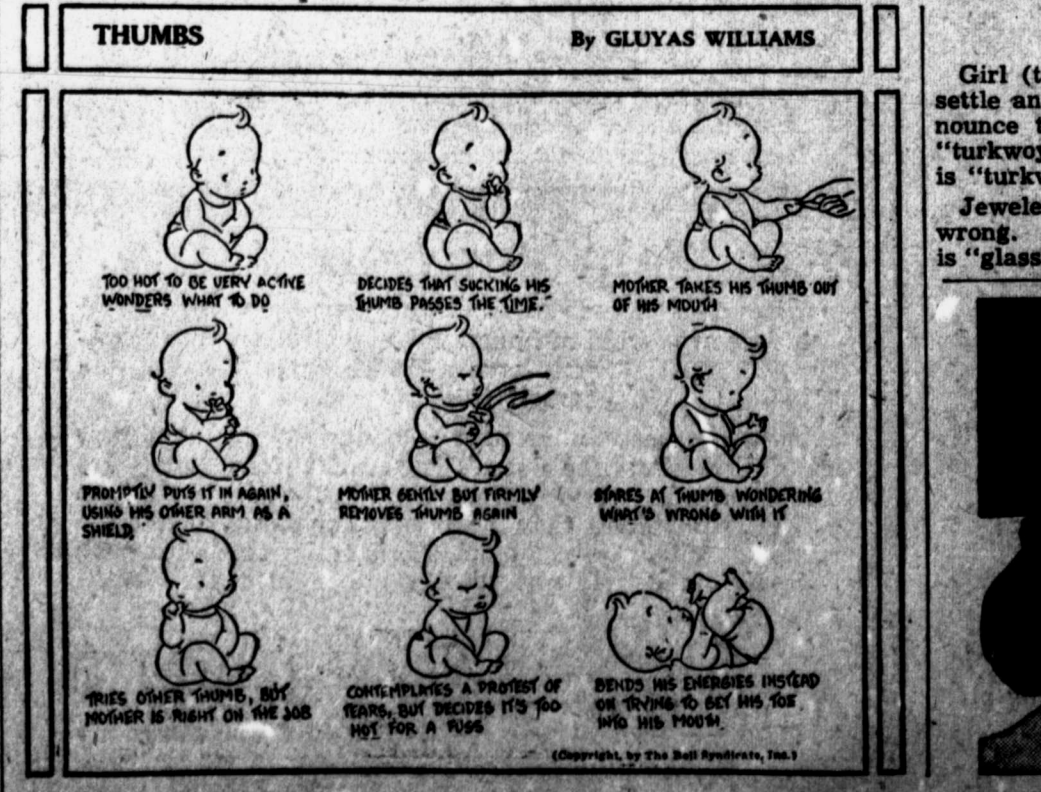 THUMBS
By GLUYAS WILLIAMS
TOO HOT TO BE VERY ACTIVE
WONDERS WHAT TO DO
DECIDES THAT SUCKING HIS
THUMB PASSES THE TIME.
MOTHER TAKES HIS THUMB OUT
OF HIS MOUTH
PROMPTLY PUTS IT IN AGAIN,
USING HIS OTHER ARM AS A
SHIELD
MOTHER GENTLY BUT FIRMLY
REMOVES THUMB AGAIN
STARES AT THUMB WONDERING
WHAT'S WRONG WITH IT
TRIES OTHER THUMB, BUT
MOTHER IS RIGHT ON THE JOB
CONTEMPLATES A PROTEST OF
TEARS, BUT DECIDES IT'S TOO
HOT FOR A FUSS
BENDS HIS ENERGIES INSTEAD
ON TRYING TO GET HIS TOE
INTO HIS MOUTH
(Copyright, by The Bell Syndicate, Inc.)
Girl (t
settle an
nounce t
"turkwoy
is "turkw
Jewele
wrong.
is "glass